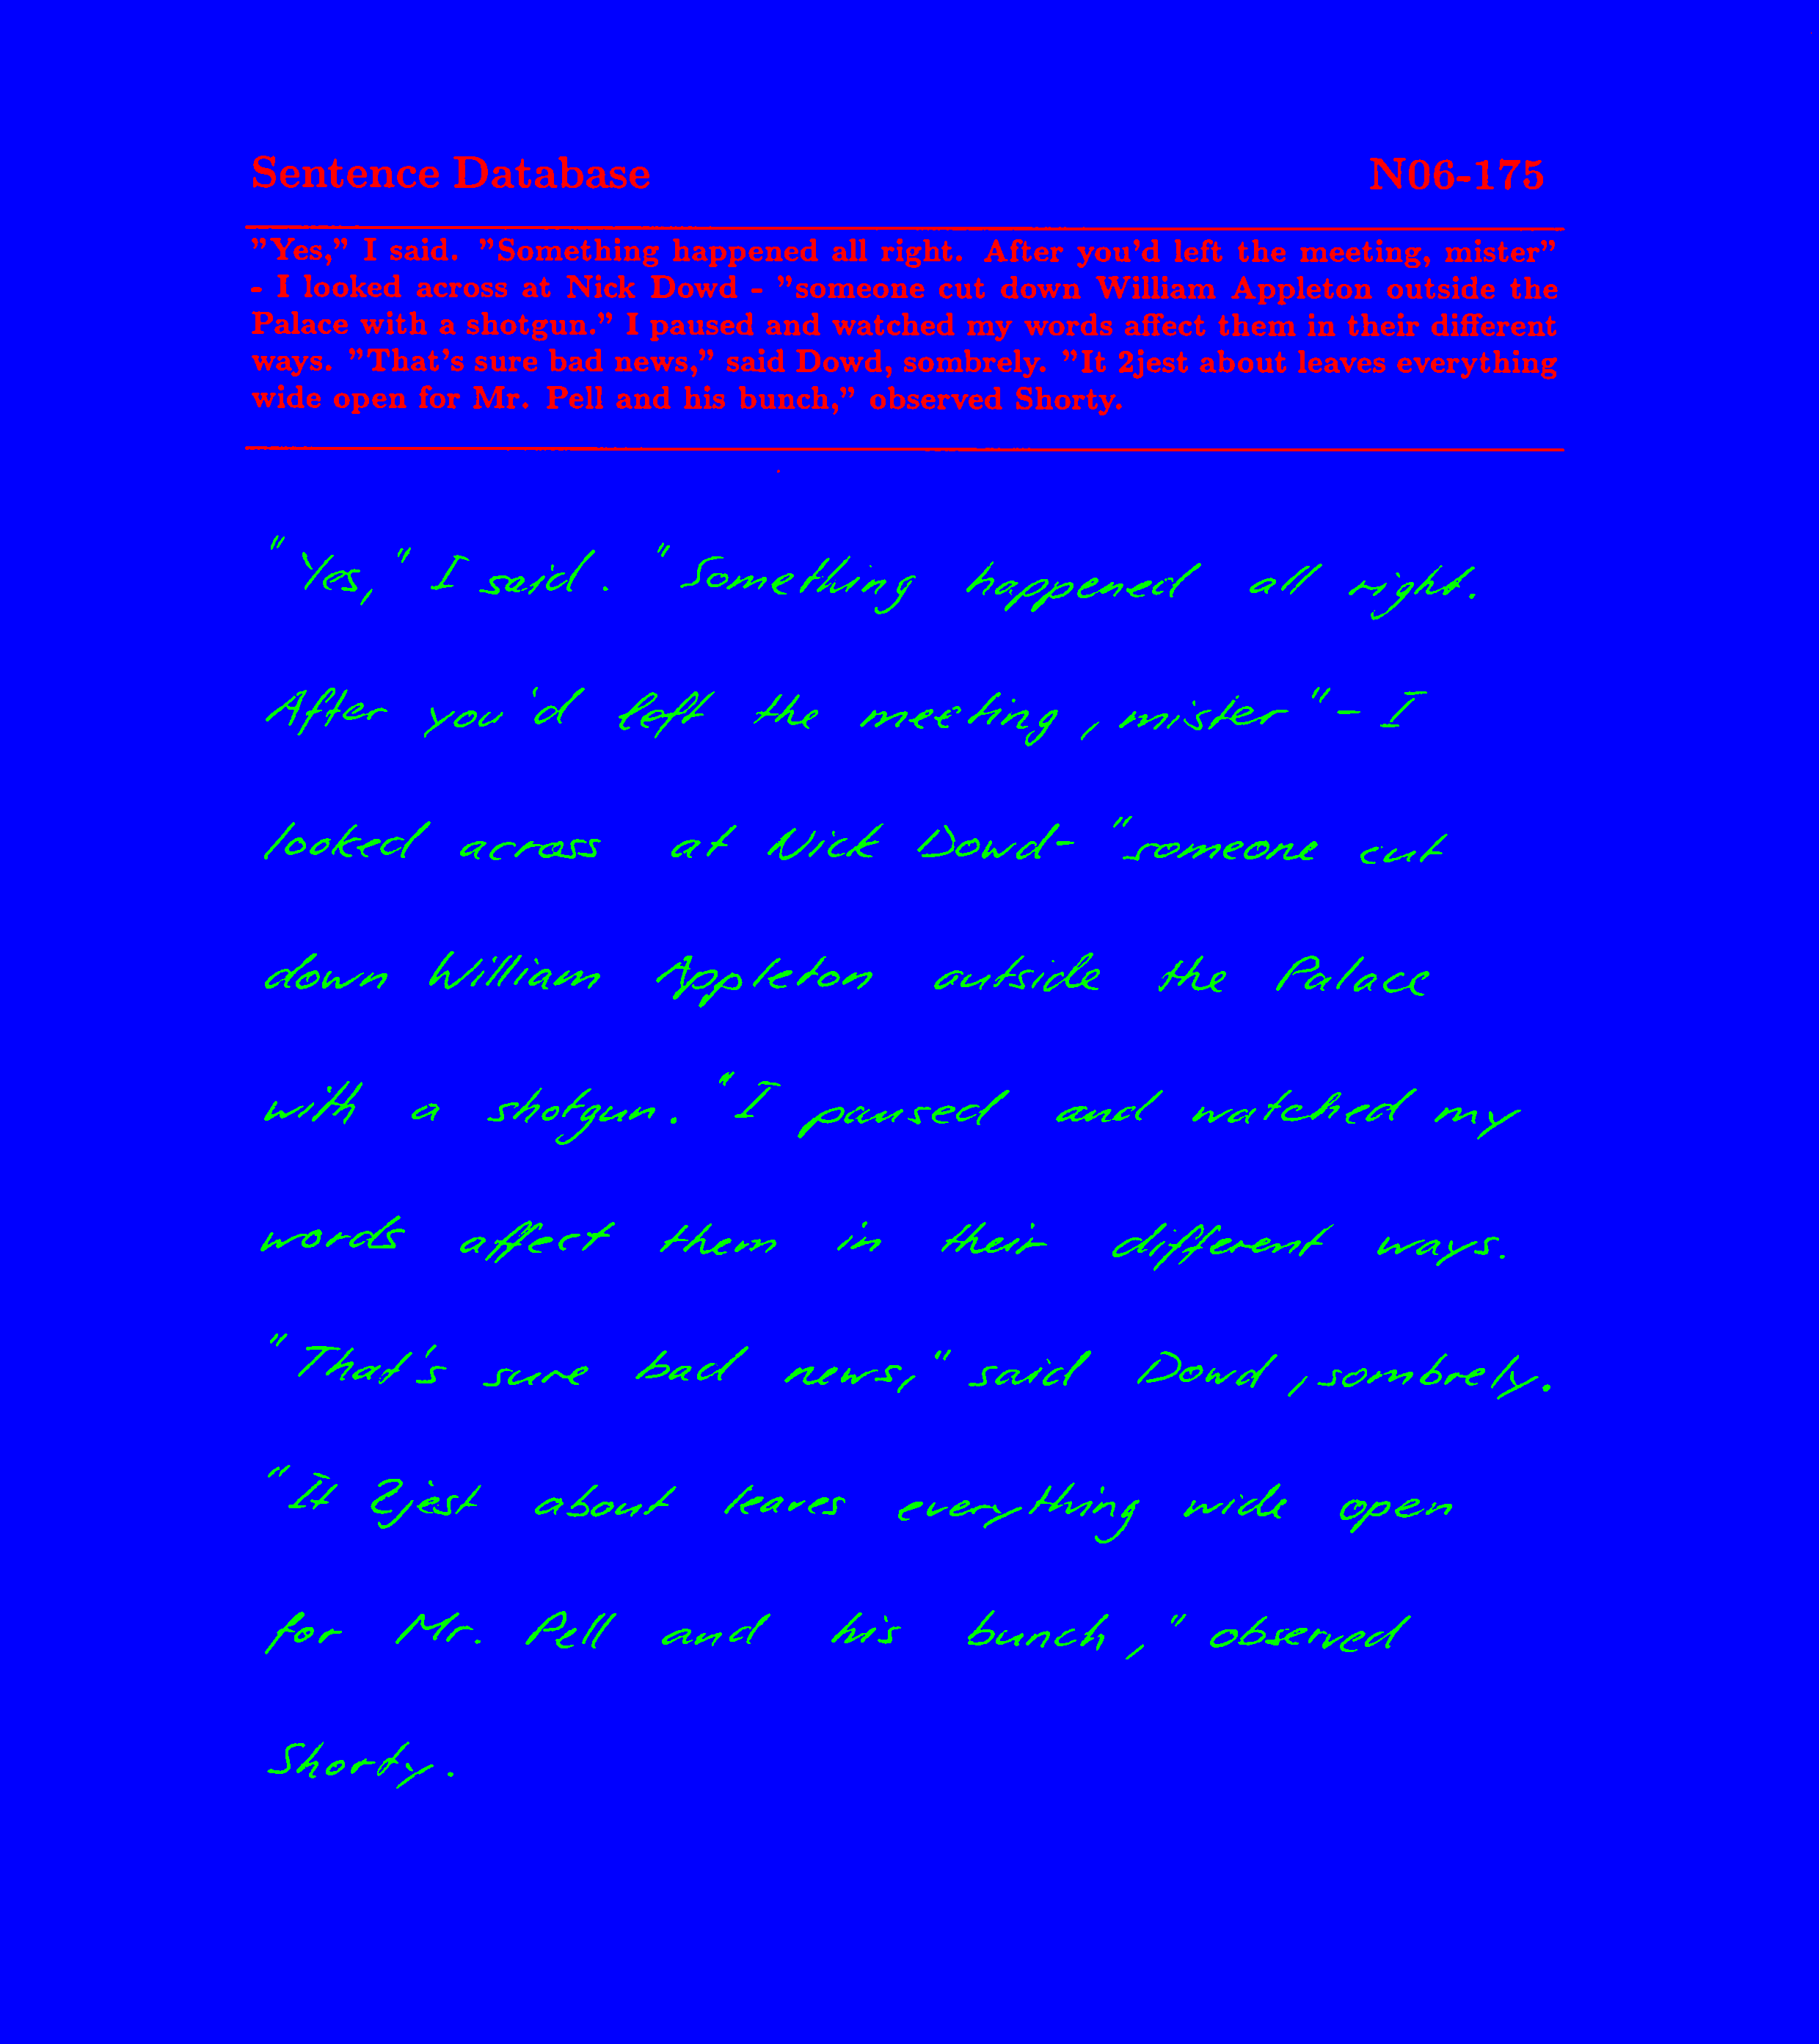 Sentence Database N06-175
"Yes," I said. "Something happened all right. After you'd left the meeting, mister"
- I looked across at Nick Dowd - "someone cut down William Appleton outside the
Palace with a shotgun." I paused and watched my words affect them in their different
ways. "That's sure bad news," said Dowd, sombrely. "It 2jest about leaves everything
wide open for Mr. Pell and his bunch," observed Shorty.
"Yes," I said. "Something happened all right.
After you'd left the meeting, mister" - I
looked across at Nick Dowd - "someone cut
down William Appleton outside the Palace
with a shotgun." I paused and watched my
words affect them in their different ways.
"That's sure bad news," said Dowd, sombrely.
"It 2jest about leaves everything wide open
for Mr. Pell and his bunch," observed
Shorty.